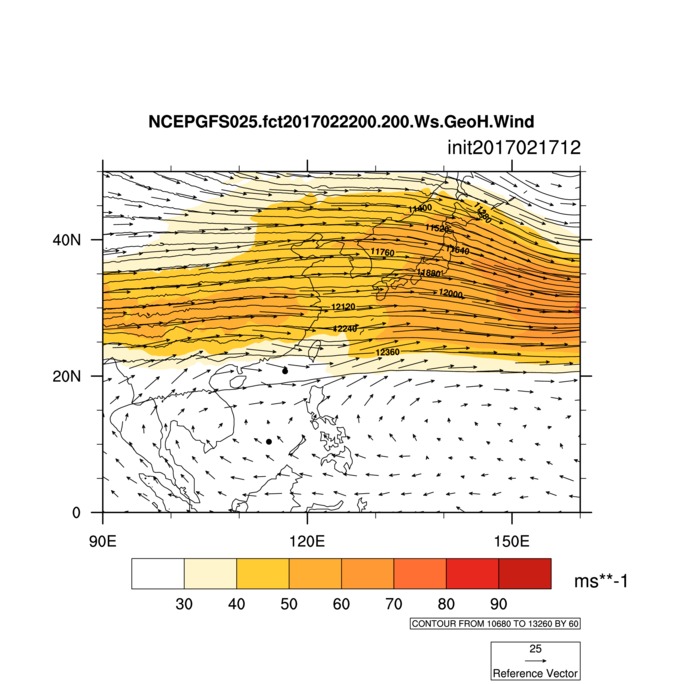 NCEPGFS025.fct2017022200.200.Ws.GeoH.Wind
init2017021712
11400
11280
11520
11760
11640
11880
12000
12120
12240
12360
40N
20N
0
90E 120E 150E
30 40 50 60 70 80 90
ms**-1
CONTOUR FROM 10680 TO 13260 BY 60
25
Reference Vector